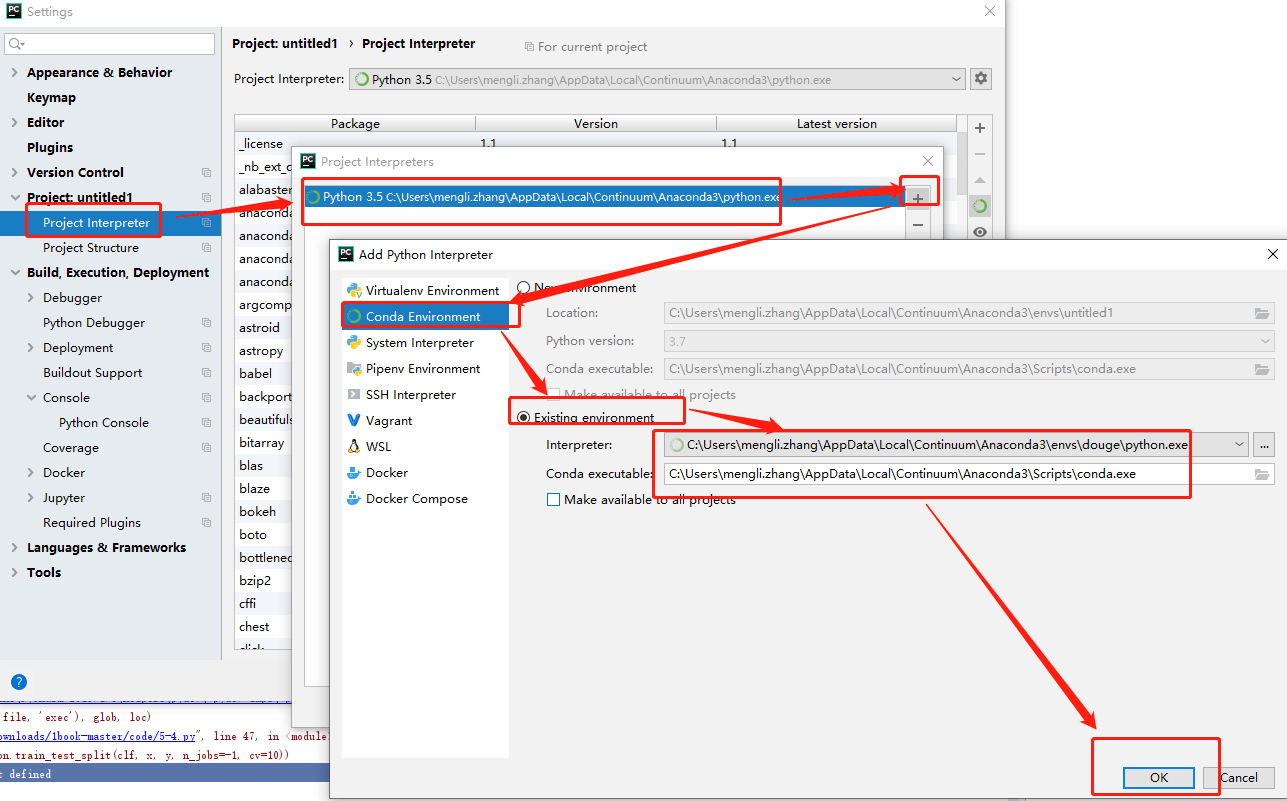 PC Settings
Project: untitled1 › Project Interpreter
For current project
Project Interpreter: Python 3.5 C:\Users\mengli.zhang\AppData\Local\Continuum\Anaconda3\python.exe
Appearance & Behavior
Keymap
Editor
Plugins
Version Control
Project: untitled1
Project Interpreter
Project Structure
Build, Execution, Deployment
Debugger
Python Debugger
Deployment
Buildout Support
Console
Python Console
Coverage
Docker
Jupyter
Required Plugins
Languages & Frameworks
Tools
Package Version Latest version
_license 1.1 1.1
_nb_ext_c
alabaster
anaconda
anaconda
anaconda
anaconda
argcomp
astroid
astropy
babel
backport
beautifuls
bitarray
blas
blaze
bokeh
boto
bottlenec
bzip2
cffi
chest
click
PC Project Interpreters
Python 3.5 C:\Users\mengli.zhang\AppData\Local\Continuum\Anaconda3\python.exe
PC Add Python Interpreter
Virtualenv Environment
Conda Environment
System Interpreter
Pipenv Environment
SSH Interpreter
Vagrant
WSL
Docker
Docker Compose
New environment
Location: C:\Users\mengli.zhang\AppData\Local\Continuum\Anaconda3\envs\untitled1
Python version: 3.7
Conda executable: C:\Users\mengli.zhang\AppData\Local\Continuum\Anaconda3\Scripts\conda.exe
Make available to all projects
Existing environment
Interpreter: C:\Users\mengli.zhang\AppData\Local\Continuum\Anaconda3\envs\douge\python.exe ...
Conda executable: C:\Users\mengli.zhang\AppData\Local\Continuum\Anaconda3\Scripts\conda.exe
Make available to all projects
OK Cancel
?
file, 'exec'), glob, loc)
ownloads/1book-master/code/5-4.py", line 47, in <module
on.train_test_split(clf, x, y, n_jobs=-1, cv=10))
t defined